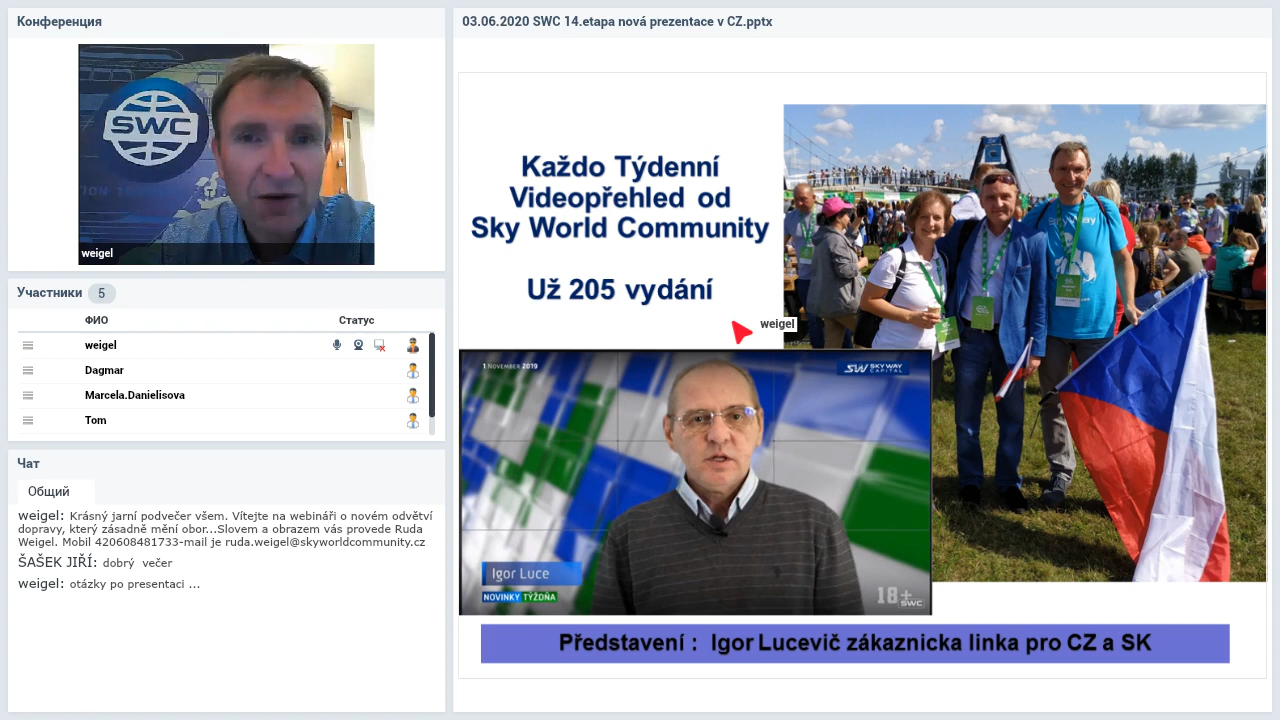 Конференция
SWC
weigel
Участники 5
ФИО Статус
weigel
Dagmar
Marcela.Danielisova
Tom
Чат
Общий
weigel: Krásný jarní podvečer všem. Vítejte na webináři o novém odvětví
dopravy, který zásadně mění obor...Slovem a obrazem vás provede Ruda
Weigel. Mobil 420608481733-mail je ruda.weigel@skyworldcommunity.cz
ŠAŠEK JIŘÍ: dobrý večer
weigel: otázky po presentaci ...
03.06.2020 SWC 14.etapa nová prezentace v CZ.pptx
Každo Týdenní
Videopřehled od
Sky World Community
Už 205 vydání
weigel
1 NOVEMBER 2019
SW SKY WAY
CAPITAL
Igor Luce
NOVINKY TÝŽDŇA
18+
SWC
Představení : Igor Lucevič zákaznicka linka pro CZ a SK